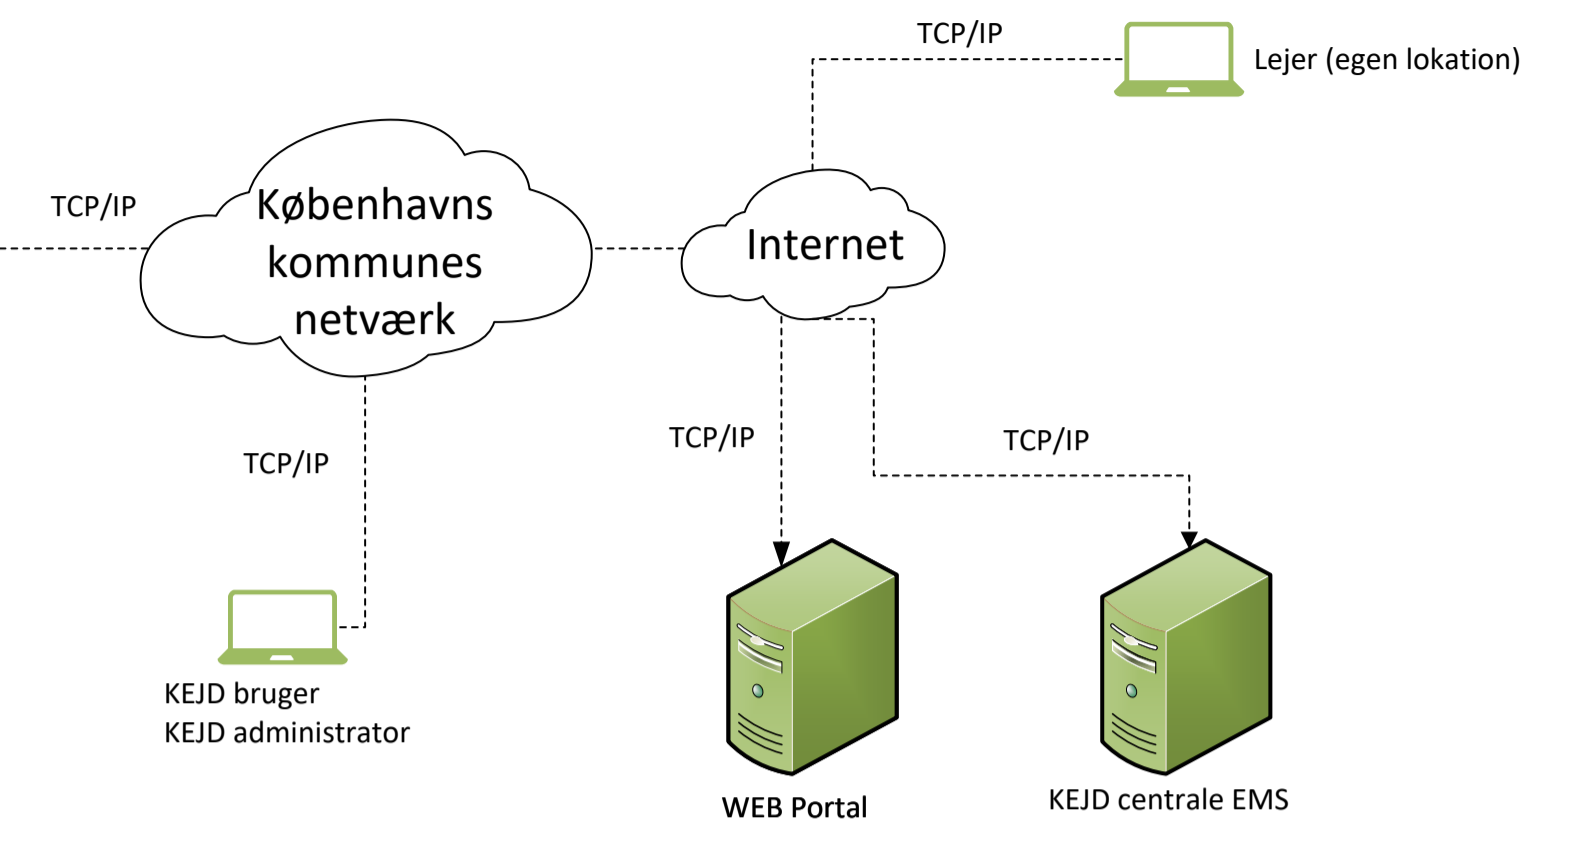 TCP/IP
Lejer (egen lokation)
TCP/IP
Københavns
kommunes
netværk
Internet
TCP/IP
TCP/IP
TCP/IP
KEJD bruger
KEJD administrator
WEB Portal
KEJD centrale EMS